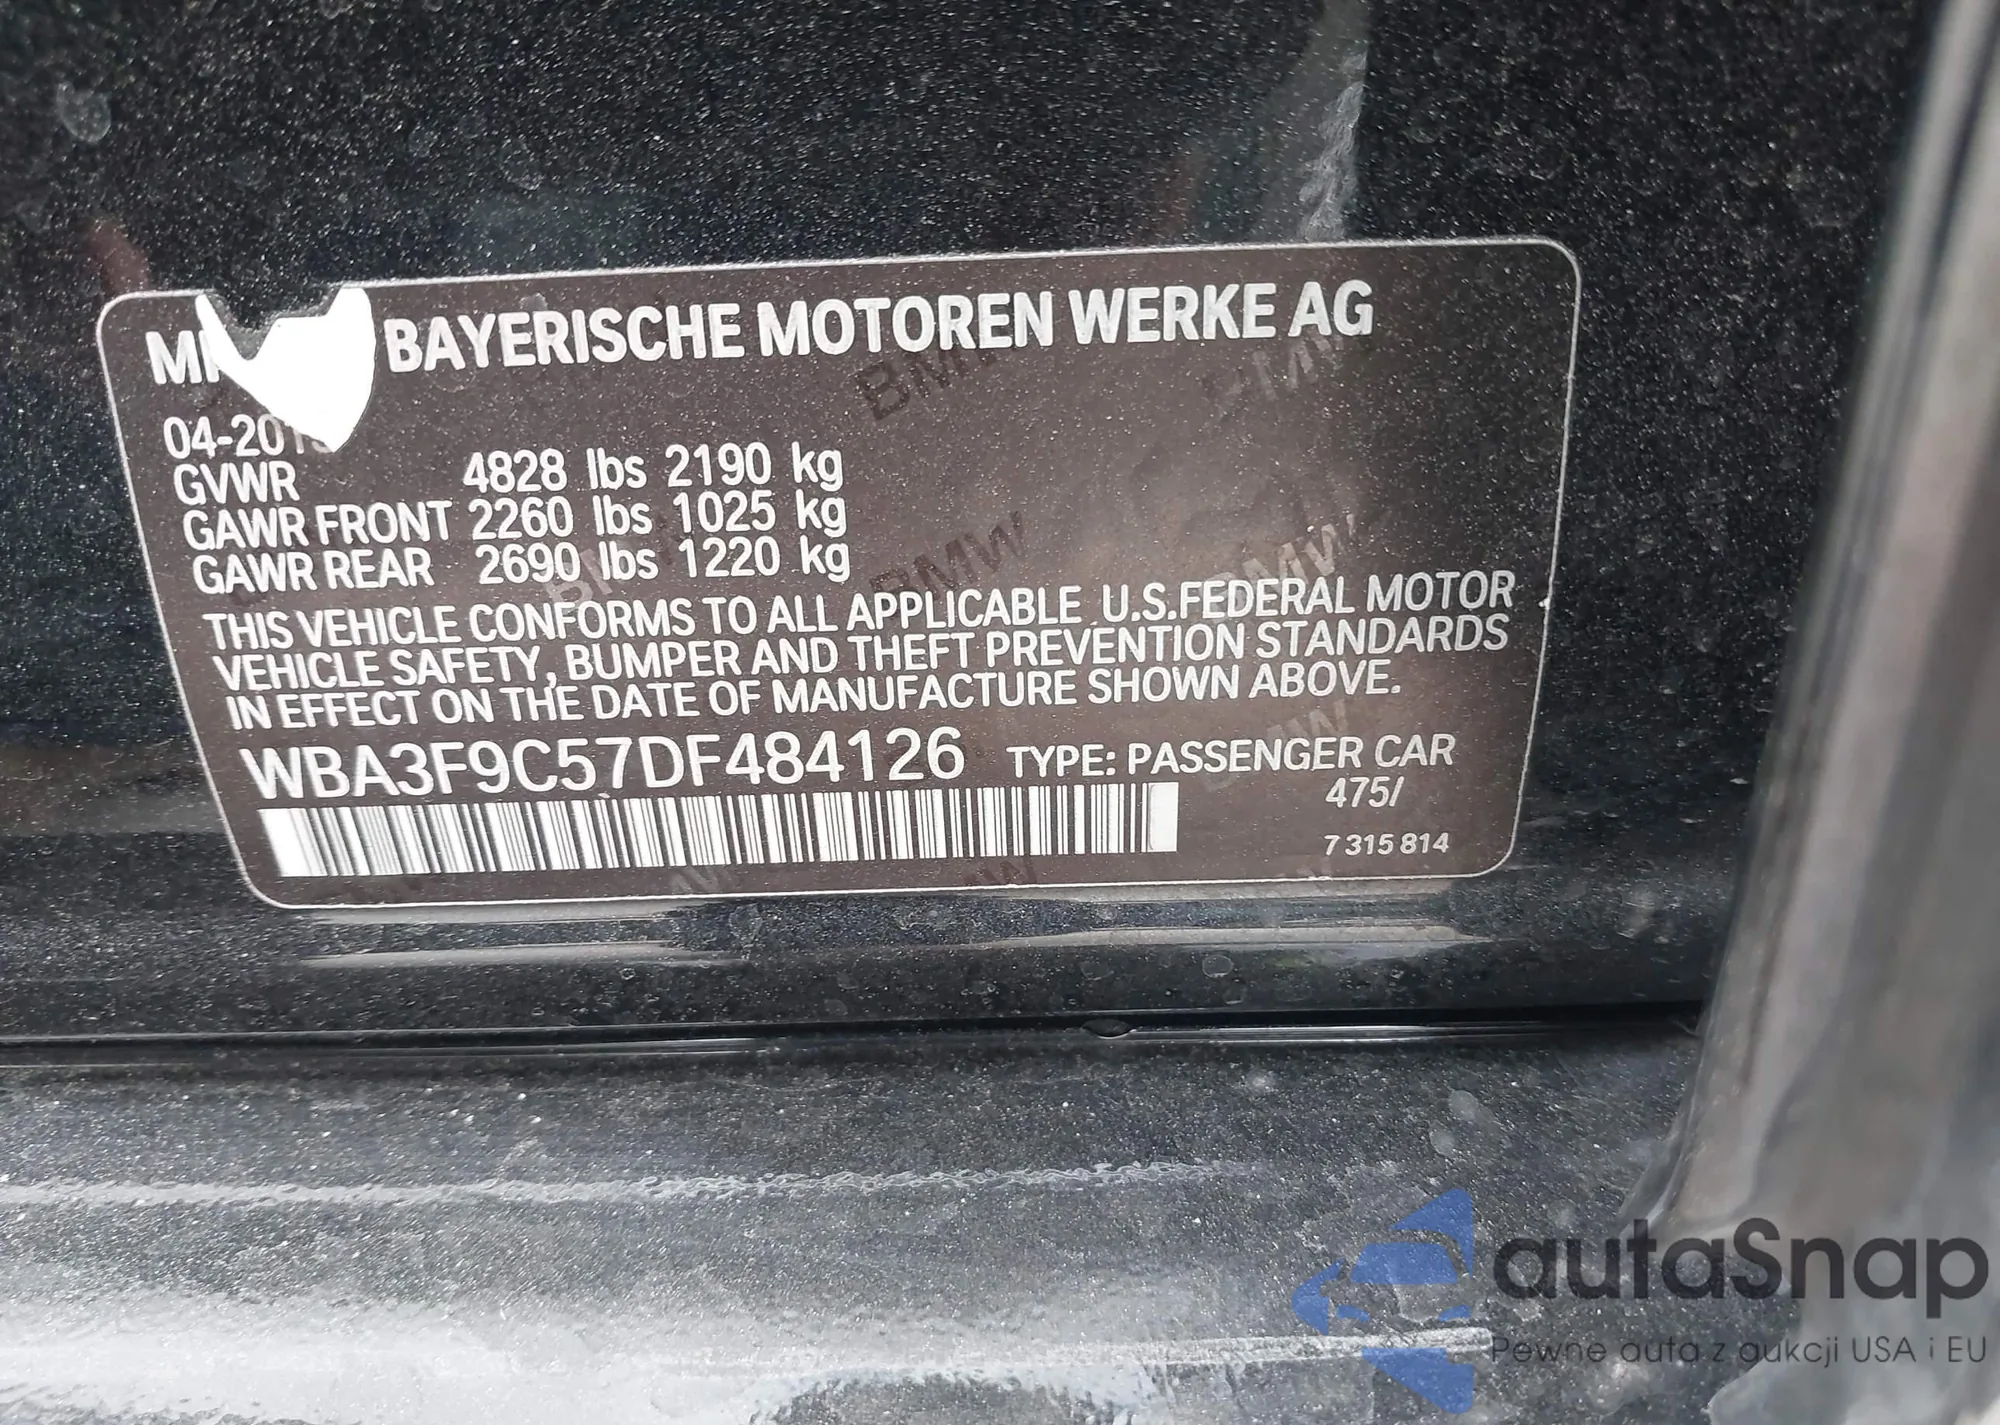 BAYERISCHE MOTOREN WERKE AG
GVWR 4828 lbs 2190 kg
GAWR FRONT 2260 lbs 1025 kg
GAWR REAR 2690 lbs 1220 kg
THIS VEHICLE CONFORMS TO ALL APPLICABLE U.S.FEDERAL MOTOR
VEHICLE SAFETY, BUMPER AND THEFT PREVENTION STANDARDS
IN EFFECT ON THE DATE OF MANUFACTURE SHOWN ABOVE.
WBA3F9C57DF484126 TYPE: PASSENGER CAR
475/
7 315 814
autaSnap
Pewne auta z aukcji USA i EU